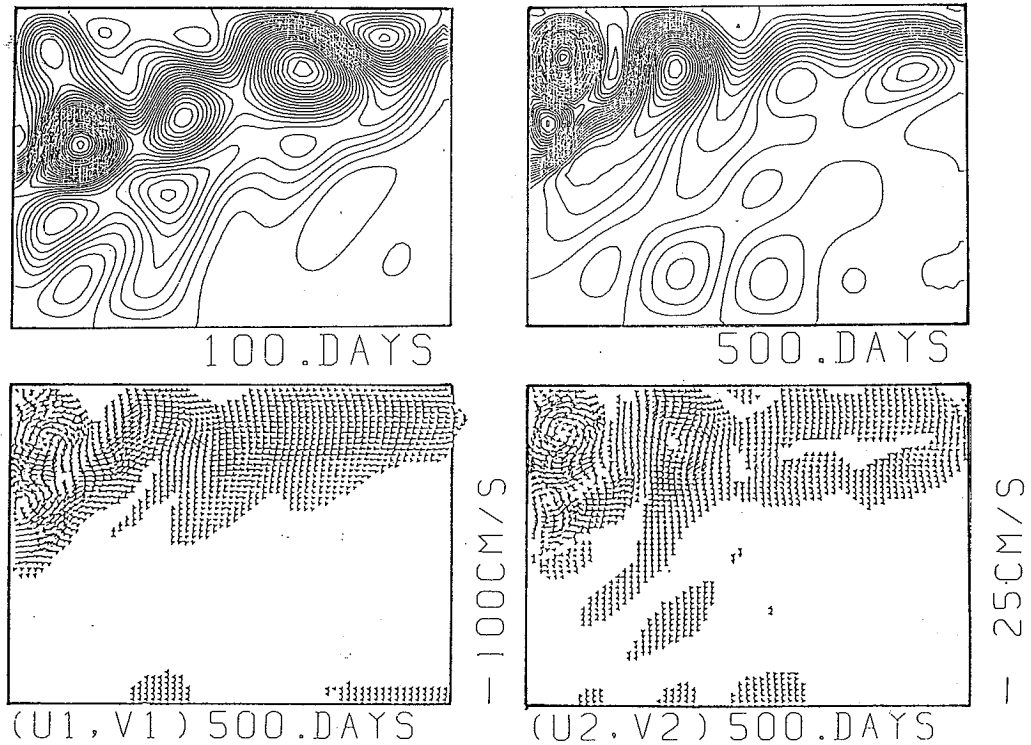 100.DAYS
500.DAYS
(U1,V1) 500.DAYS
— 100CM/S
(U2,V2) 500.DAYS
— 25CM/S